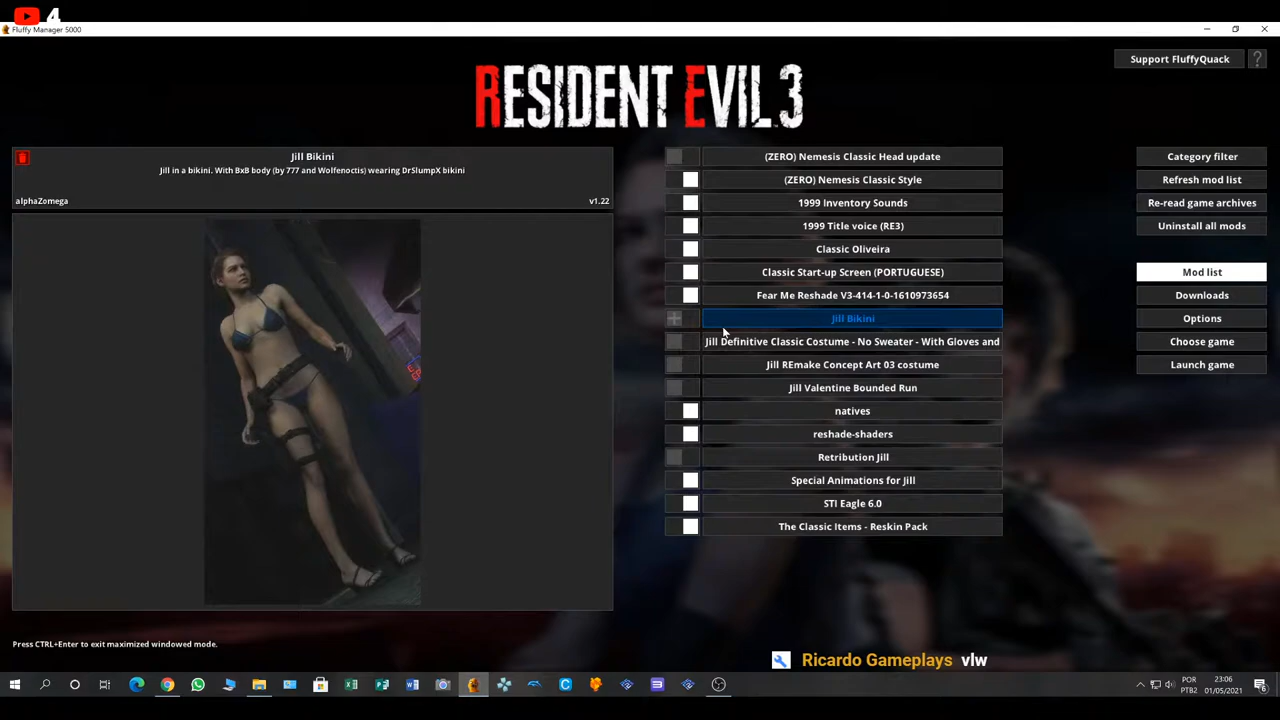 4
Fluffy Manager 5000
Support FluffyQuack
?
RESIDENT EVIL 3
Jill Bikini
Jill in a bikini. With BxB body (by 777 and Wolfenoctis) wearing DrSlumpX bikini
alphaZomega
v1.22
(ZERO) Nemesis Classic Head update
(ZERO) Nemesis Classic Style
1999 Inventory Sounds
1999 Title voice (RE3)
Classic Oliveira
Classic Start-up Screen (PORTUGUESE)
Fear Me Reshade V3-414-1-0-1610973654
Jill Bikini
Jill Definitive Classic Costume - No Sweater - With Gloves and
Jill REmake Concept Art 03 costume
Jill Valentine Bounded Run
natives
reshade-shaders
Retribution Jill
Special Animations for Jill
STI Eagle 6.0
The Classic Items - Reskin Pack
Category filter
Refresh mod list
Re-read game archives
Uninstall all mods
Mod list
Downloads
Options
Choose game
Launch game
Press CTRL+Enter to exit maximized windowed mode.
Ricardo Gameplays vlw
POR
PTB2
23:06
01/05/2021
6